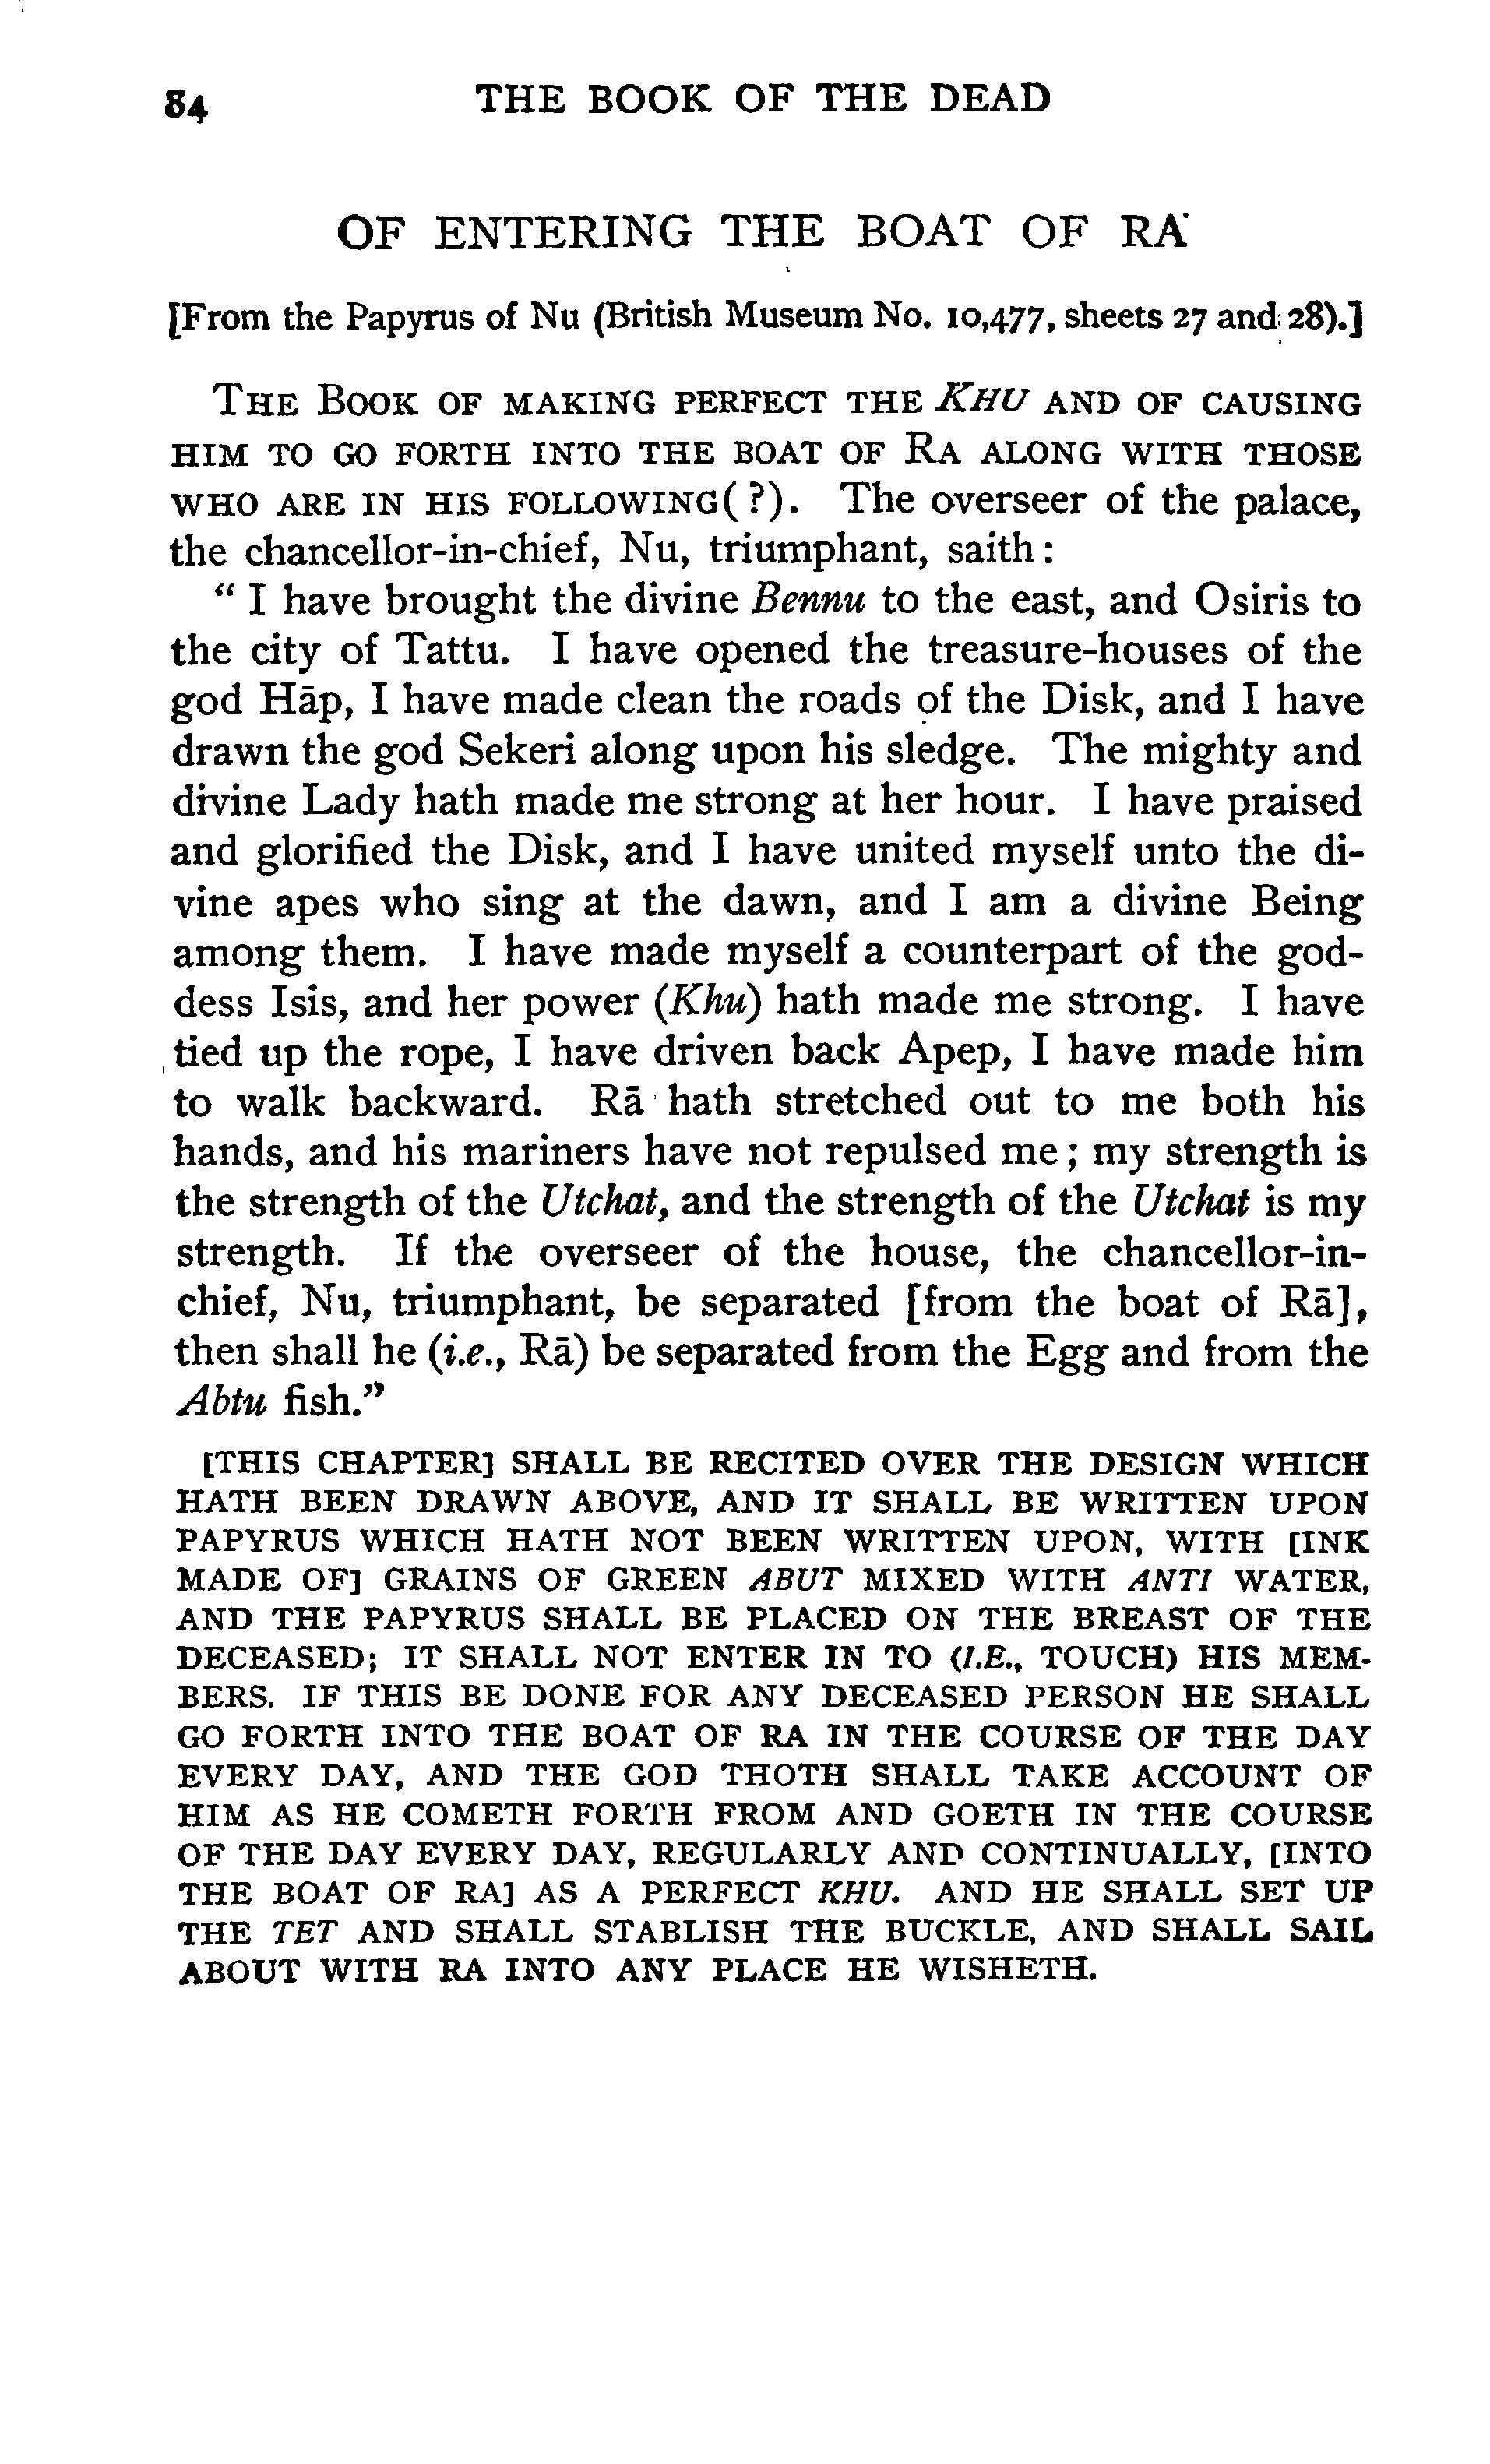 84 THE BOOK OF THE DEAD
OF ENTERING THE BOAT OF RA
[From the Papyrus of Nu (British Museum No. 10,477, sheets 27 and 28).]
THE BOOK OF MAKING PERFECT THE KHU AND OF CAUSING
HIM TO GO FORTH INTO THE BOAT OF RA ALONG WITH THOSE
WHO ARE IN HIS FOLLOWING(?). The overseer of the palace,
the chancellor-in-chief, Nu, triumphant, saith:
“I have brought the divine Bennu to the east, and Osiris to
the city of Tattu. I have opened the treasure-houses of the
god Hāp, I have made clean the roads of the Disk, and I have
drawn the god Sekeri along upon his sledge. The mighty and
divine Lady hath made me strong at her hour. I have praised
and glorified the Disk, and I have united myself unto the di-
vine apes who sing at the dawn, and I am a divine Being
among them. I have made myself a counterpart of the god-
dess Isis, and her power (Khu) hath made me strong. I have
tied up the rope, I have driven back Apep, I have made him
to walk backward. Rā hath stretched out to me both his
hands, and his mariners have not repulsed me; my strength is
the strength of the Utchat, and the strength of the Utchat is my
strength. If the overseer of the house, the chancellor-in-
chief, Nu, triumphant, be separated [from the boat of Rā],
then shall he (i.e., Rā) be separated from the Egg and from the
Abtu fish.”
[THIS CHAPTER] SHALL BE RECITED OVER THE DESIGN WHICH
HATH BEEN DRAWN ABOVE, AND IT SHALL BE WRITTEN UPON
PAPYRUS WHICH HATH NOT BEEN WRITTEN UPON, WITH [INK
MADE OF] GRAINS OF GREEN ABUT MIXED WITH ANTI WATER,
AND THE PAPYRUS SHALL BE PLACED ON THE BREAST OF THE
DECEASED; IT SHALL NOT ENTER IN TO (I.E., TOUCH) HIS MEM-
BERS. IF THIS BE DONE FOR ANY DECEASED PERSON HE SHALL
GO FORTH INTO THE BOAT OF RA IN THE COURSE OF THE DAY
EVERY DAY, AND THE GOD THOTH SHALL TAKE ACCOUNT OF
HIM AS HE COMETH FORTH FROM AND GOETH IN THE COURSE
OF THE DAY EVERY DAY, REGULARLY AND CONTINUALLY, [INTO
THE BOAT OF RA] AS A PERFECT KHU. AND HE SHALL SET UP
THE TET AND SHALL STABLISH THE BUCKLE, AND SHALL SAIL
ABOUT WITH RA INTO ANY PLACE HE WISHETH.